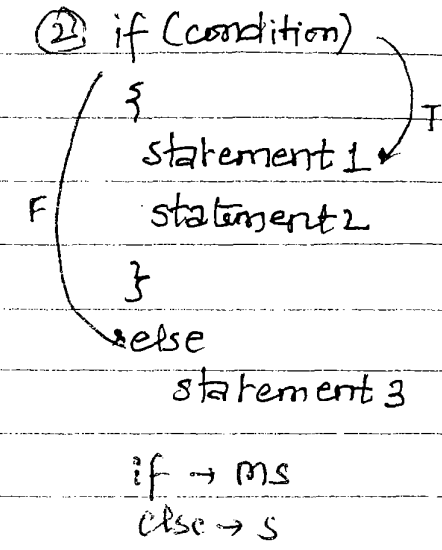 ② if (condition)
{
T
statement 1
F
statement 2
}
else
statement 3
if → ms
else → s